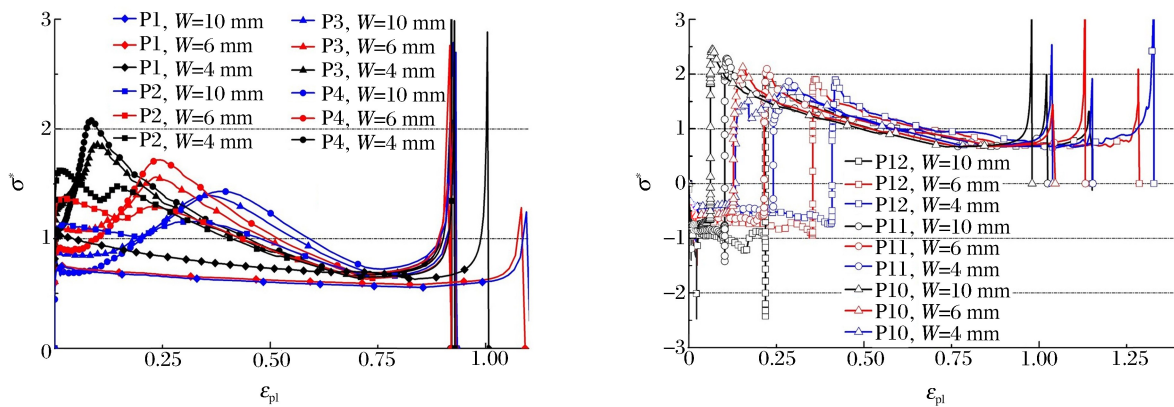 3
2
1
0
σ*
P1, W=10 mm
P1, W=6 mm
P1, W=4 mm
P2, W=10 mm
P2, W=6 mm
P2, W=4 mm
P3, W=10 mm
P3, W=6 mm
P3, W=4 mm
P4, W=10 mm
P4, W=6 mm
P4, W=4 mm
0.25
0.50
0.75
1.00
εpl
3
2
1
0
−1
−2
−3
σ*
P12, W=10 mm
P12, W=6 mm
P12, W=4 mm
P11, W=10 mm
P11, W=6 mm
P11, W=4 mm
P10, W=10 mm
P10, W=6 mm
P10, W=4 mm
0
0.25
0.50
0.75
1.00
1.25
εpl